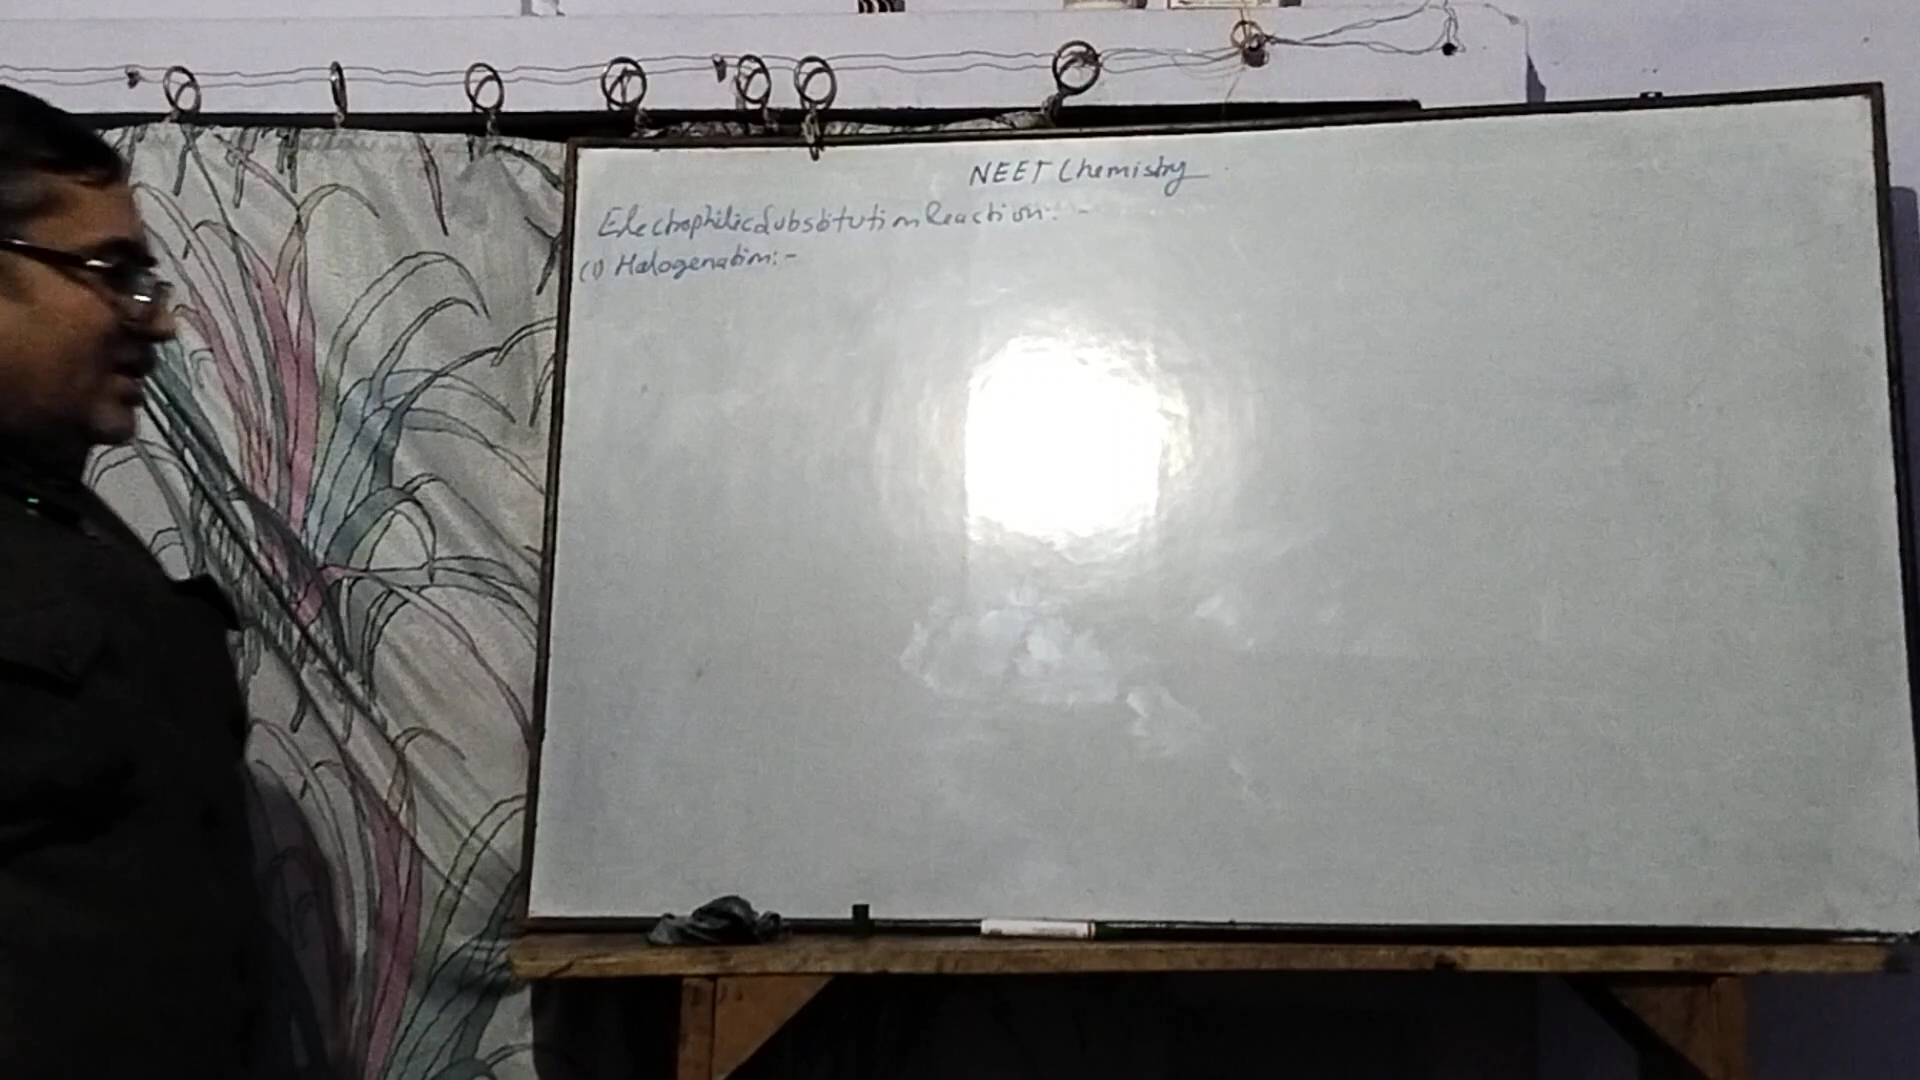 NEET Chemistry
Electrophilic Substitution Reaction:-
(1) Halogenation:-